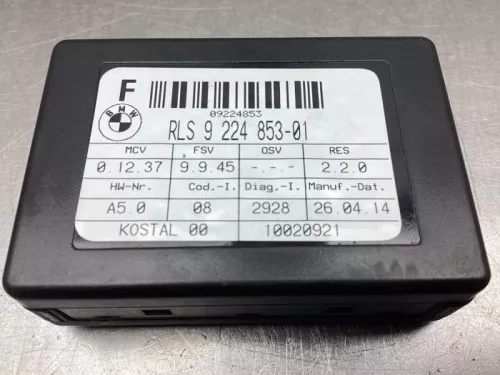 F
09224853
BMW
RLS 9 224 853-01
MCV FSV QSV RES
0.12.37 9.9.45 -.-.- 2.2.0
HW-Nr. Cod.-I. Diag.-I. Manuf.-Dat.
A5.0 08 2928 26.04.14
KOSTAL 00 10020921